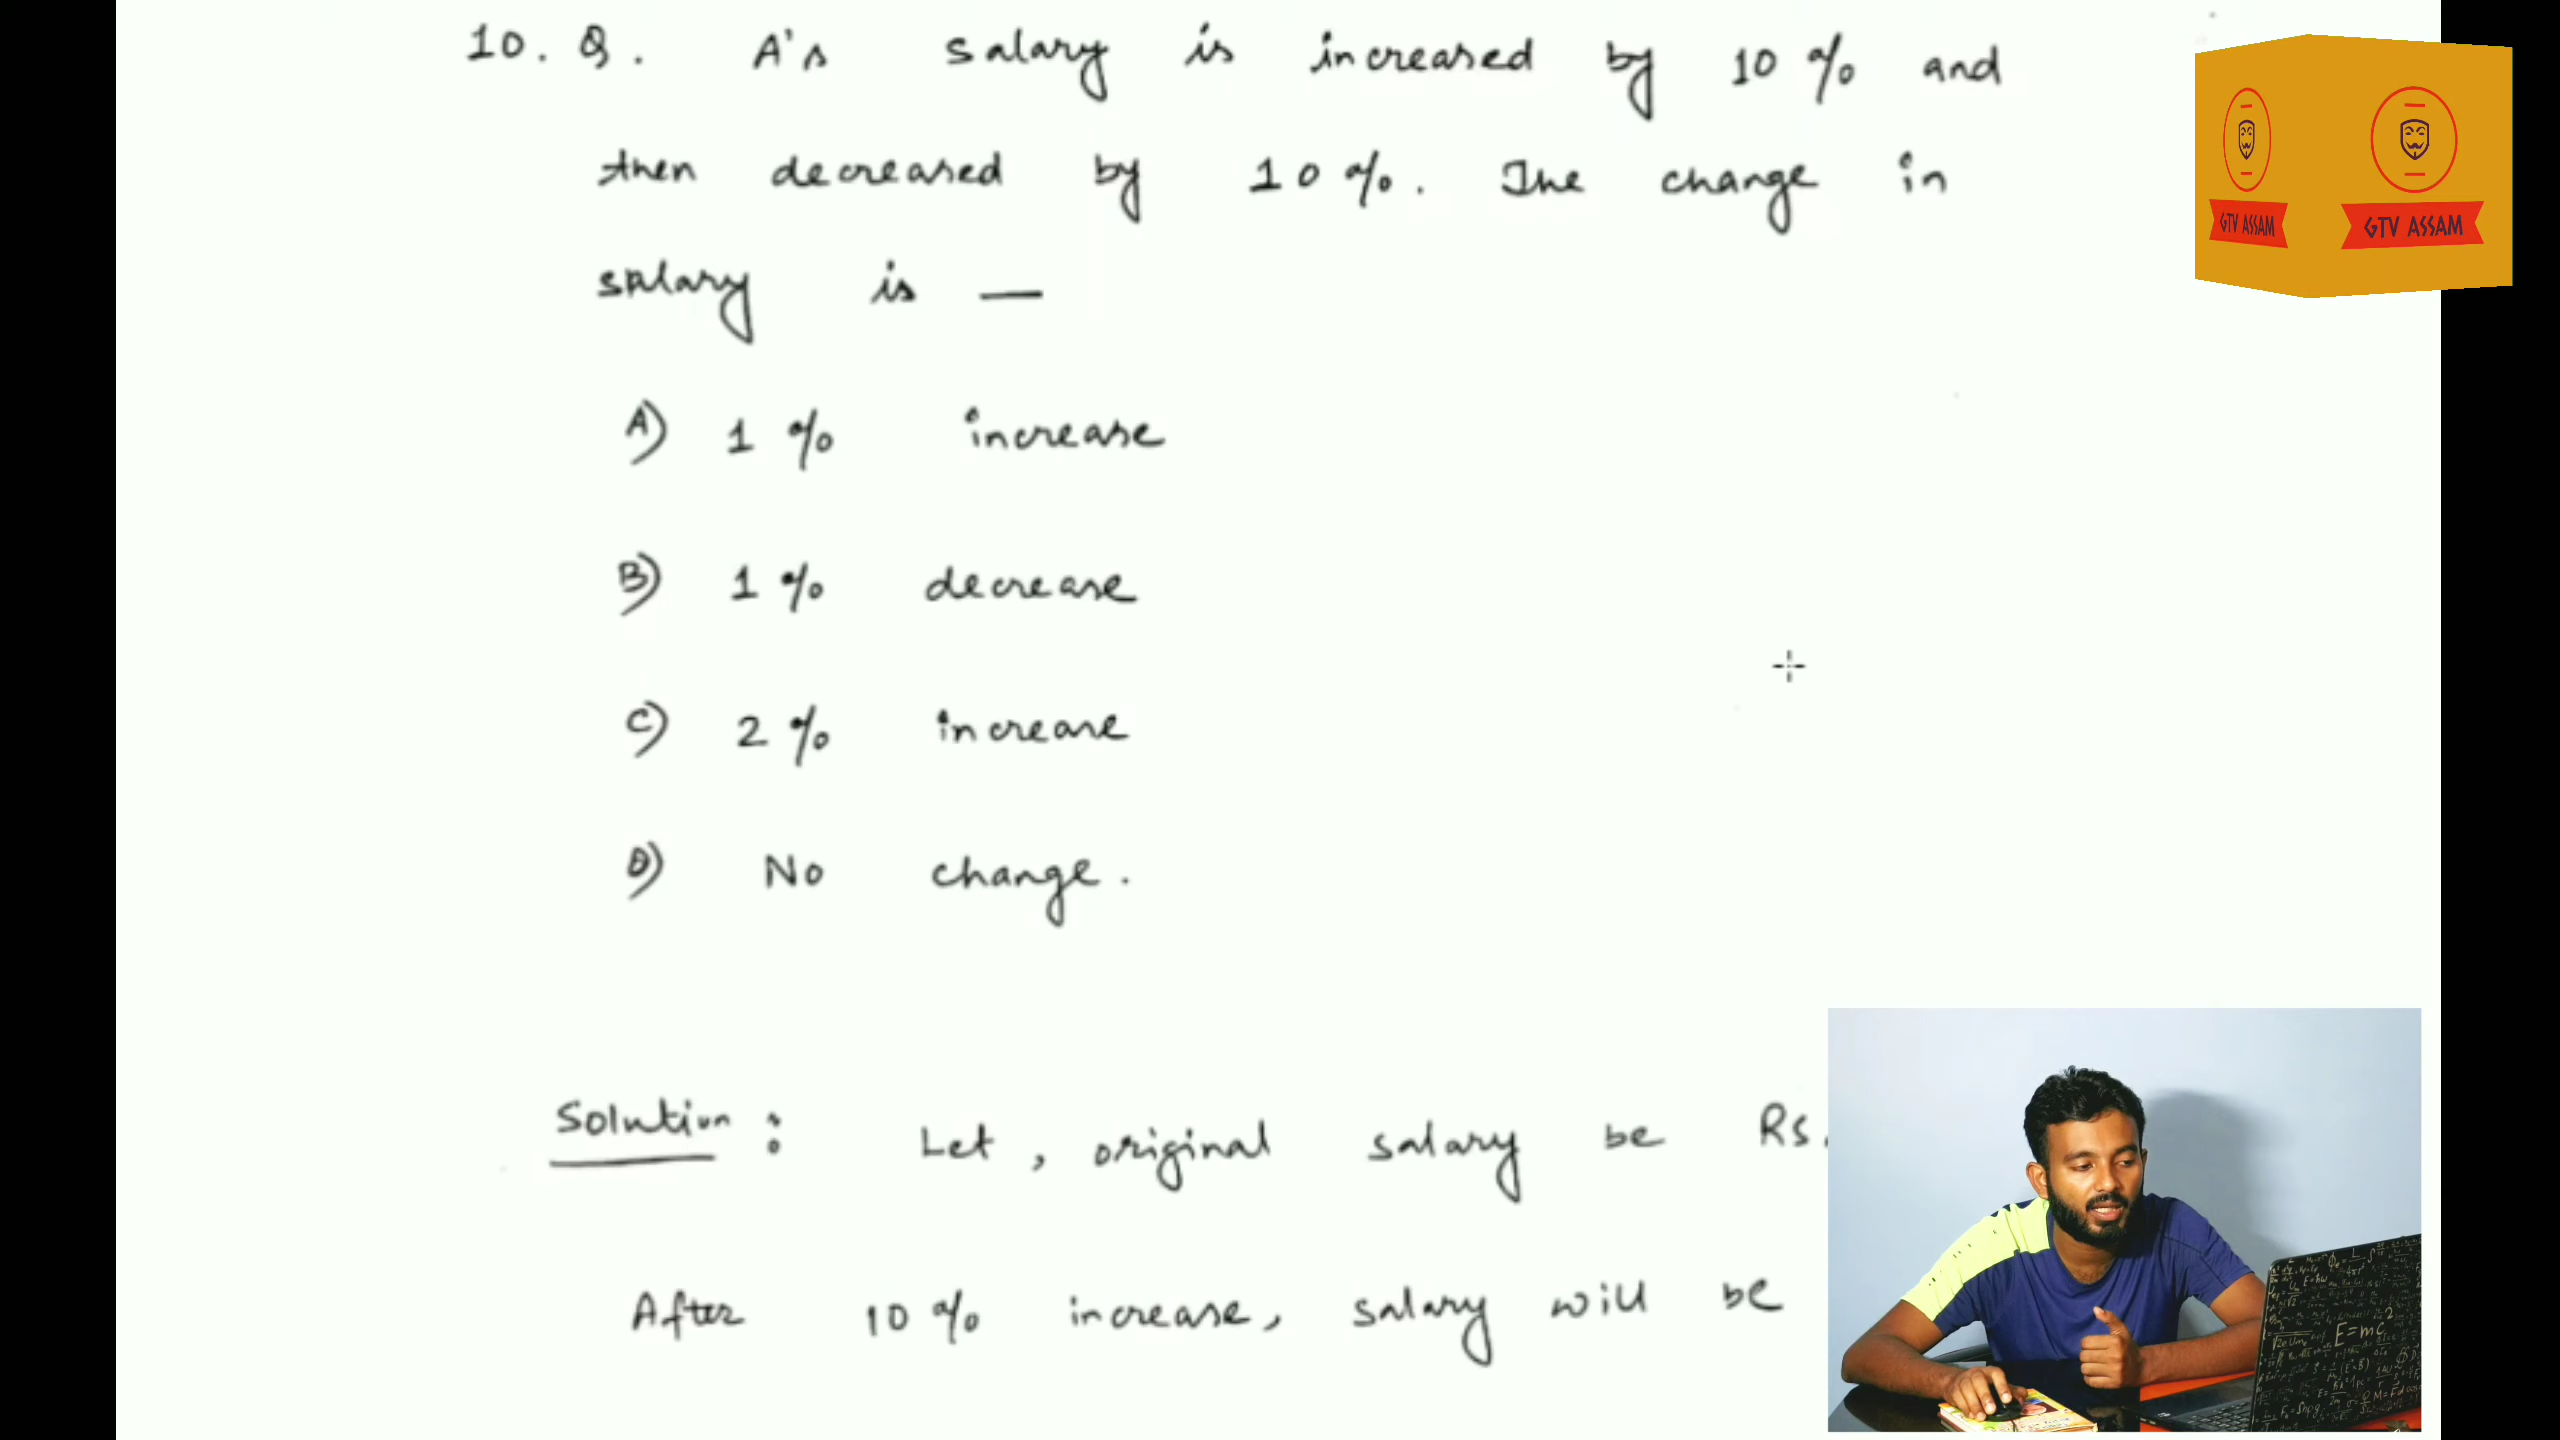 10. Q. A's salary is increased by 10 % and
then decreased by 10 %. The change in
salary is —
A) 1 % increase
B) 1 % decrease
C) 2 % increase
D) No change.
Solution : Let, original salary be Rs.
After 10 % increase, salary will be
GTV ASSAM
GTV ASSAM
E=mc²